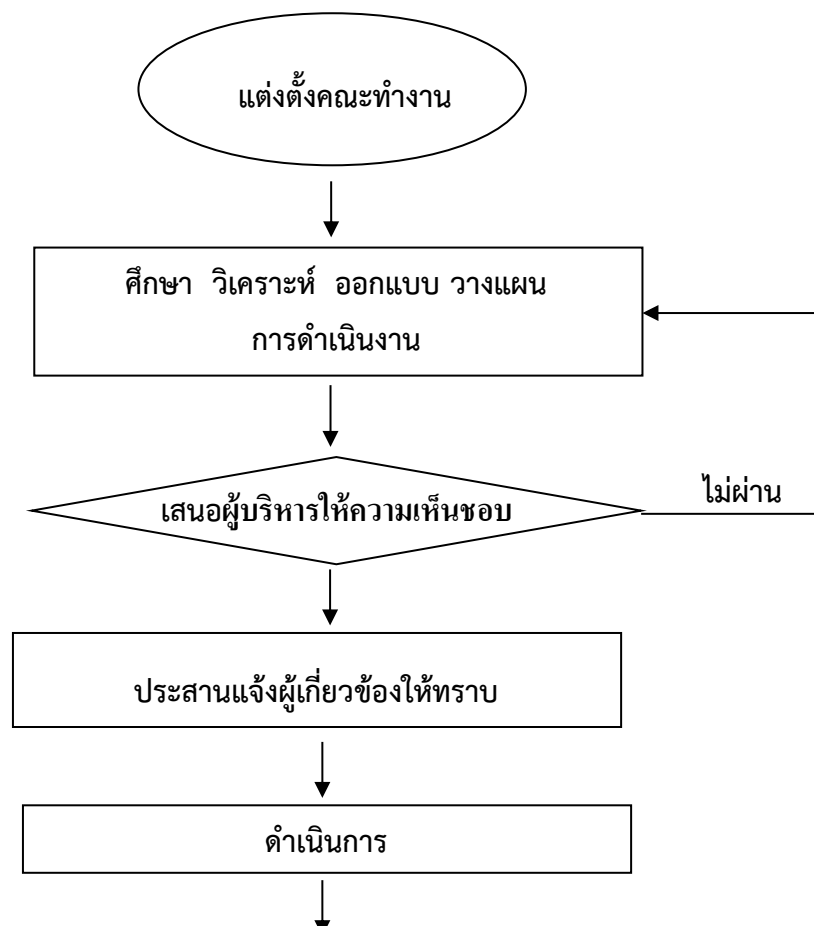 แต่งตั้งคณะทำงาน
ศึกษา วิเคราะห์ ออกแบบ วางแผน
การดำเนินงาน
เสนอผู้บริหารให้ความเห็นชอบ
ไม่ผ่าน
ประสานแจ้งผู้เกี่ยวข้องให้ทราบ
ดำเนินการ